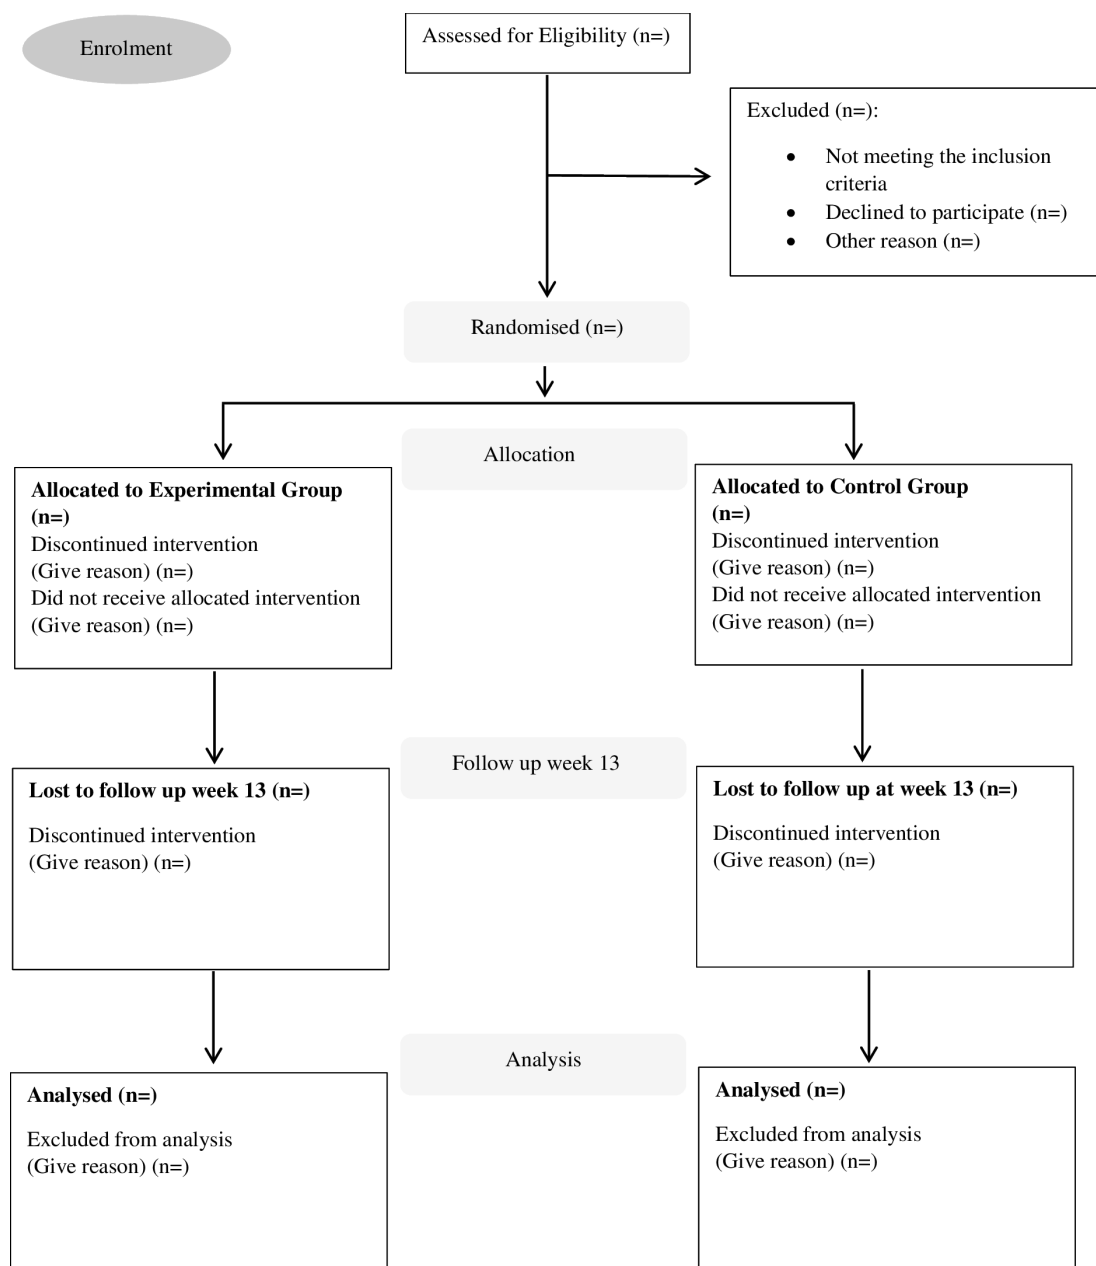 Enrolment
Assessed for Eligibility (n=)
Excluded (n=):
• Not meeting the inclusion
criteria
• Declined to participate (n=)
• Other reason (n=)
Randomised (n=)
Allocation
Allocated to Experimental Group
(n=)
Discontinued intervention
(Give reason) (n=)
Did not receive allocated intervention
(Give reason) (n=)
Allocated to Control Group
(n=)
Discontinued intervention
(Give reason) (n=)
Did not receive allocated intervention
(Give reason) (n=)
Follow up week 13
Lost to follow up week 13 (n=)
Discontinued intervention
(Give reason) (n=)
Lost to follow up at week 13 (n=)
Discontinued intervention
(Give reason) (n=)
Analysis
Analysed (n=)
Excluded from analysis
(Give reason) (n=)
Analysed (n=)
Excluded from analysis
(Give reason) (n=)